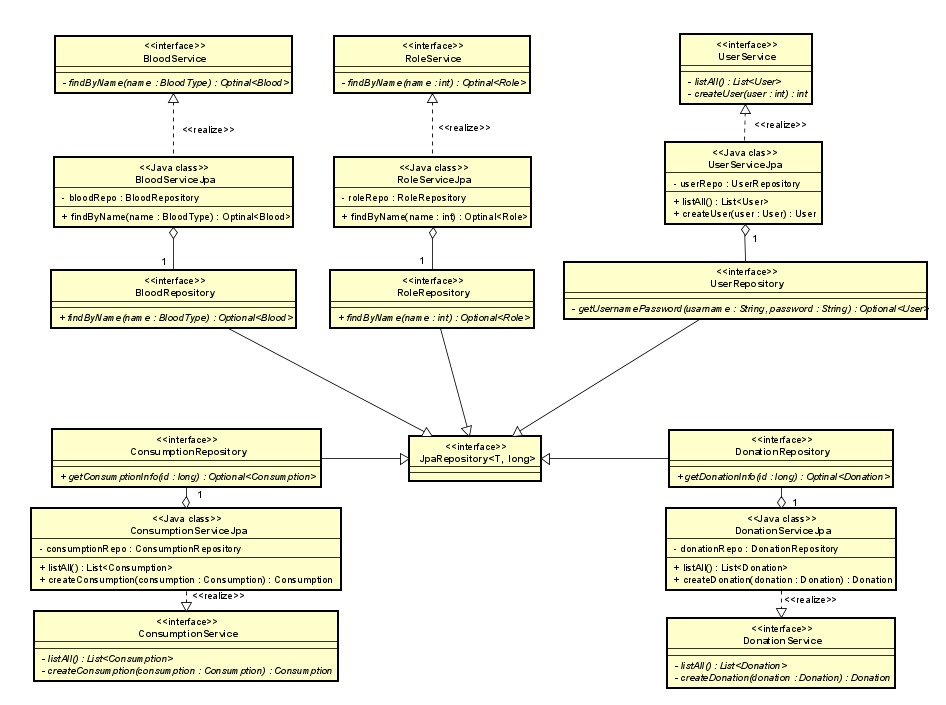 <<interface>>
BloodService
- findByName(name : BloodType) : Optinal<Blood>
<<interface>>
RoleService
- findByName(name : int) : Optinal<Role>
<<interface>>
UserService
- listAll() : List<User>
- createUser(user : int) : int
<<realize>>
<<realize>>
<<realize>>
<<Java class>>
BloodServiceJpa
- bloodRepo : BloodRepository
+ findByName(name : BloodType) : Optinal<Blood>
<<Java class>>
RoleServiceJpa
- roleRepo : RoleRepository
+ findByName(name : int) : Optinal<Role>
<<Java class>>
UserServiceJpa
- userRepo : UserRepository
+ listAll() : List<User>
+ createUser(user : User) : User
1
1
1
<<interface>>
BloodRepository
+ findByName(name : BloodType) : Optional<Blood>
<<interface>>
RoleRepository
+ findByName(name : int) : Optional<Role>
<<interface>>
UserRepository
- getUsernamePassword(usarname : String, password : String) : Optional<User>
<<interface>>
ConsumptionRepository
+ getConsumptionInfo(id : long) : Optinal<Consumption>
<<interface>>
JpaRepository<T, long>
<<interface>>
DonationRepository
+ getDonationInfo(id : long) : Optinal<Donation>
1
1
<<Java class>>
ConsumptionServiceJpa
- consumptionRepo : ConsumptionRepository
+ listAll() : List<Consumption>
+ createConsumption(consumption : Consumption) : Consumption
<<Java class>>
DonationServiceJpa
- donationRepo : DonationRepository
+ listAll() : List<Donation>
+ createDonation(donation : Donation) : Donation
<<realize>>
<<realize>>
<<interface>>
ConsumptionService
- listAll() : List<Consumption>
- createConsumption(consumption : Consumption) : Consumption
<<interface>>
DonationService
- listAll() : List<Donation>
- createDonation(donation : Donation) : Donation